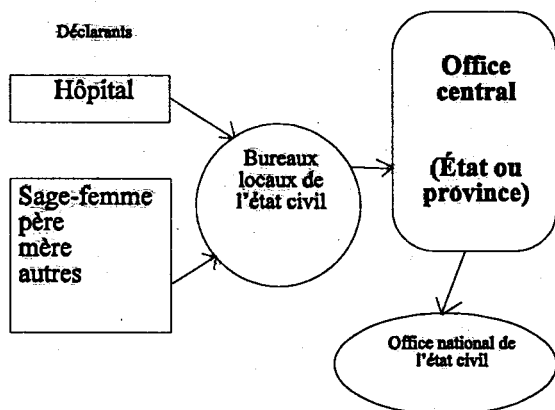 Déclarants
Hôpital
Sage-femme
père
mère
autres
Bureaux
locaux de
l'état civil
Office
central
(État ou
province)
Office national de
l'état civil